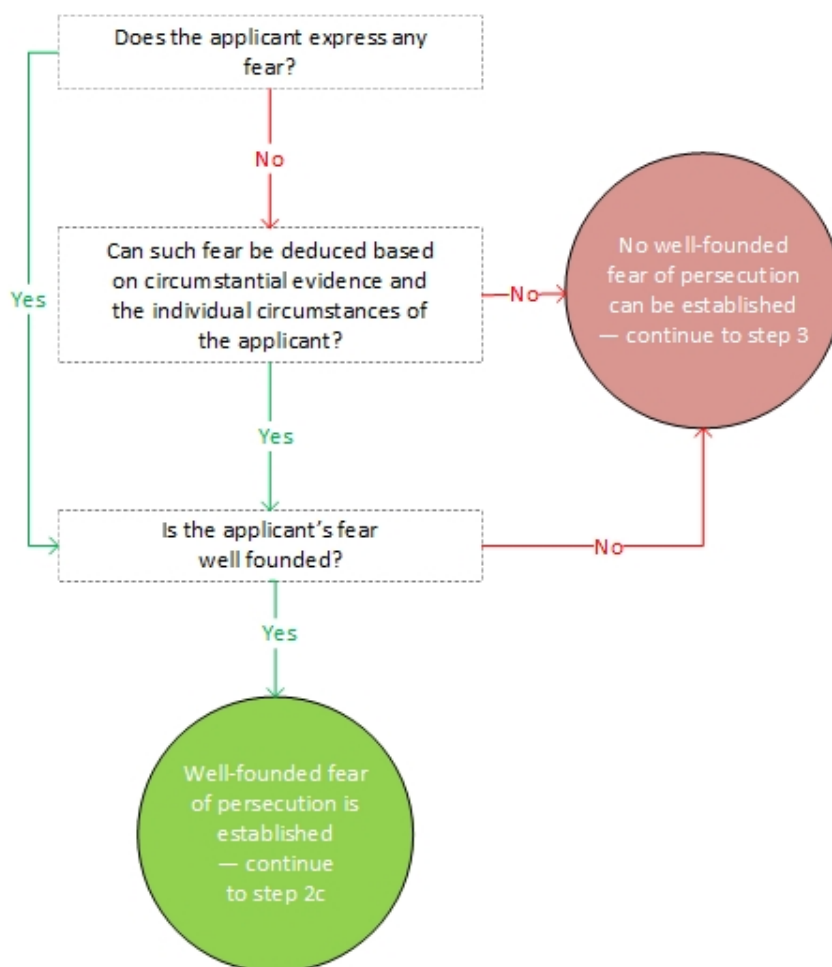 Does the applicant express any
fear?
No
Can such fear be deduced based
on circumstantial evidence and
the individual circumstances of
the applicant?
No
No well-founded
fear of persecution
can be established
— continue to step 3
Yes
Yes
Is the applicant’s fear
well founded?
No
Yes
Well-founded fear
of persecution is
established
— continue
to step 2c